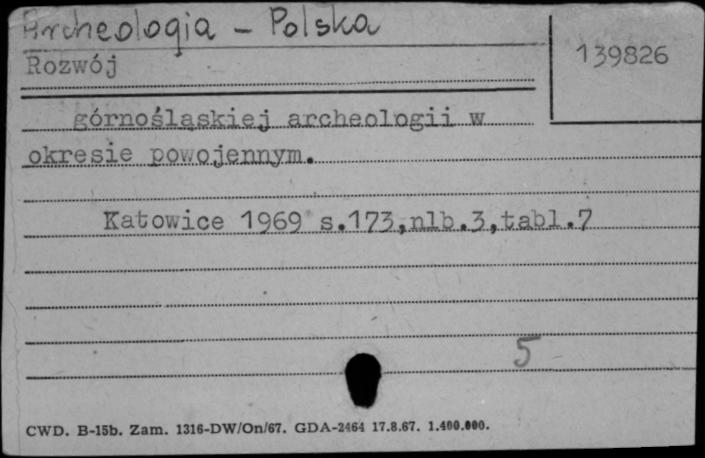 Archeologia - Polska
139826
Rozwój
górnośląskiej archeologii w
okresie powojennym.
Katowice 1969 s.173,nlb.3,tabl.7
5
CWD. B-15b. Zam. 1316-DW/On/67. GDA-2464 17.8.67. 1.400.000.